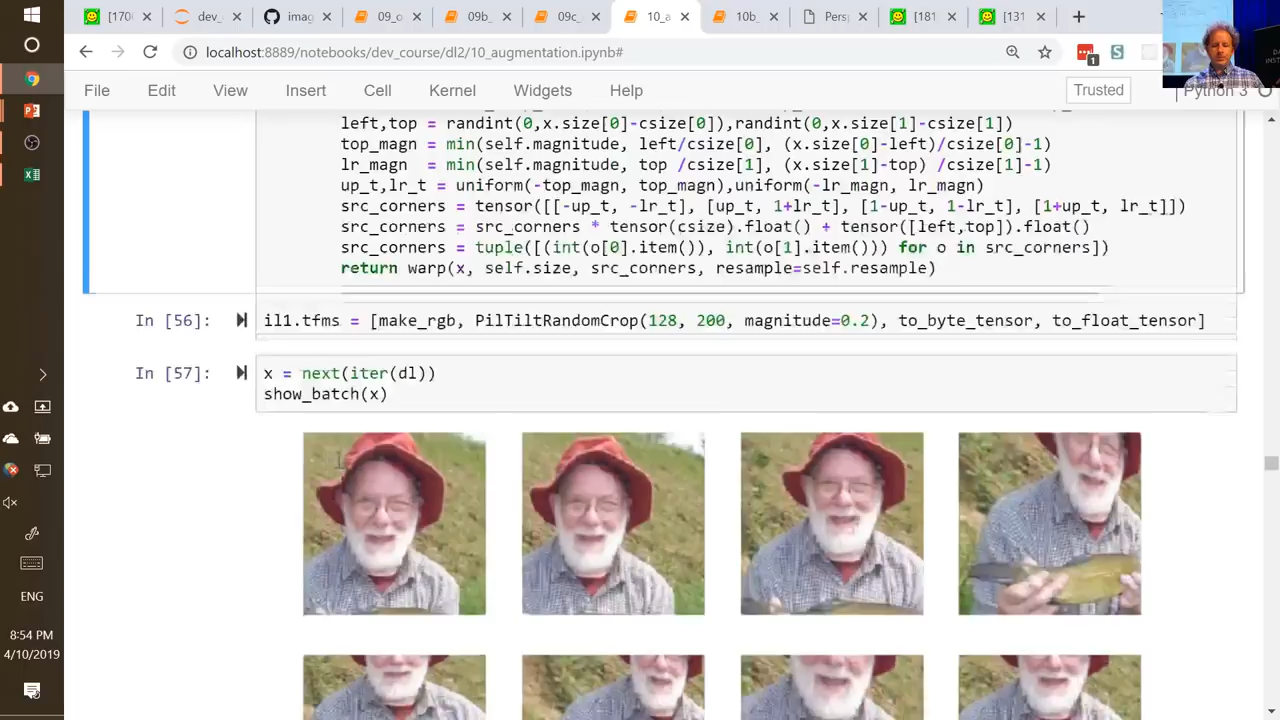 [170
dev_
imag
09_o
09b_
09c_
10_a
10b_
Persp
[181
[131
localhost:8889/notebooks/dev_course/dl2/10_augmentation.ipynb#
File Edit View Insert Cell Kernel Widgets Help
Trusted
Python 3
left,top = randint(0,x.size[0]-csize[0]),randint(0,x.size[1]-csize[1])
top_magn = min(self.magnitude, left/csize[0], (x.size[0]-left)/csize[0]-1)
lr_magn  = min(self.magnitude, top /csize[1], (x.size[1]-top) /csize[1]-1)
up_t,lr_t = uniform(-top_magn, top_magn),uniform(-lr_magn, lr_magn)
src_corners = tensor([[-up_t, -lr_t], [up_t, 1+lr_t], [1-up_t, 1-lr_t], [1+up_t, lr_t]])
src_corners = src_corners * tensor(csize).float() + tensor([left,top]).float()
src_corners = tuple([(int(o[0].item()), int(o[1].item())) for o in src_corners])
return warp(x, self.size, src_corners, resample=self.resample)
In [56]: il1.tfms = [make_rgb, PilTiltRandomCrop(128, 200, magnitude=0.2), to_byte_tensor, to_float_tensor]
In [57]: x = next(iter(dl))
show_batch(x)
ENG
8:54 PM
4/10/2019